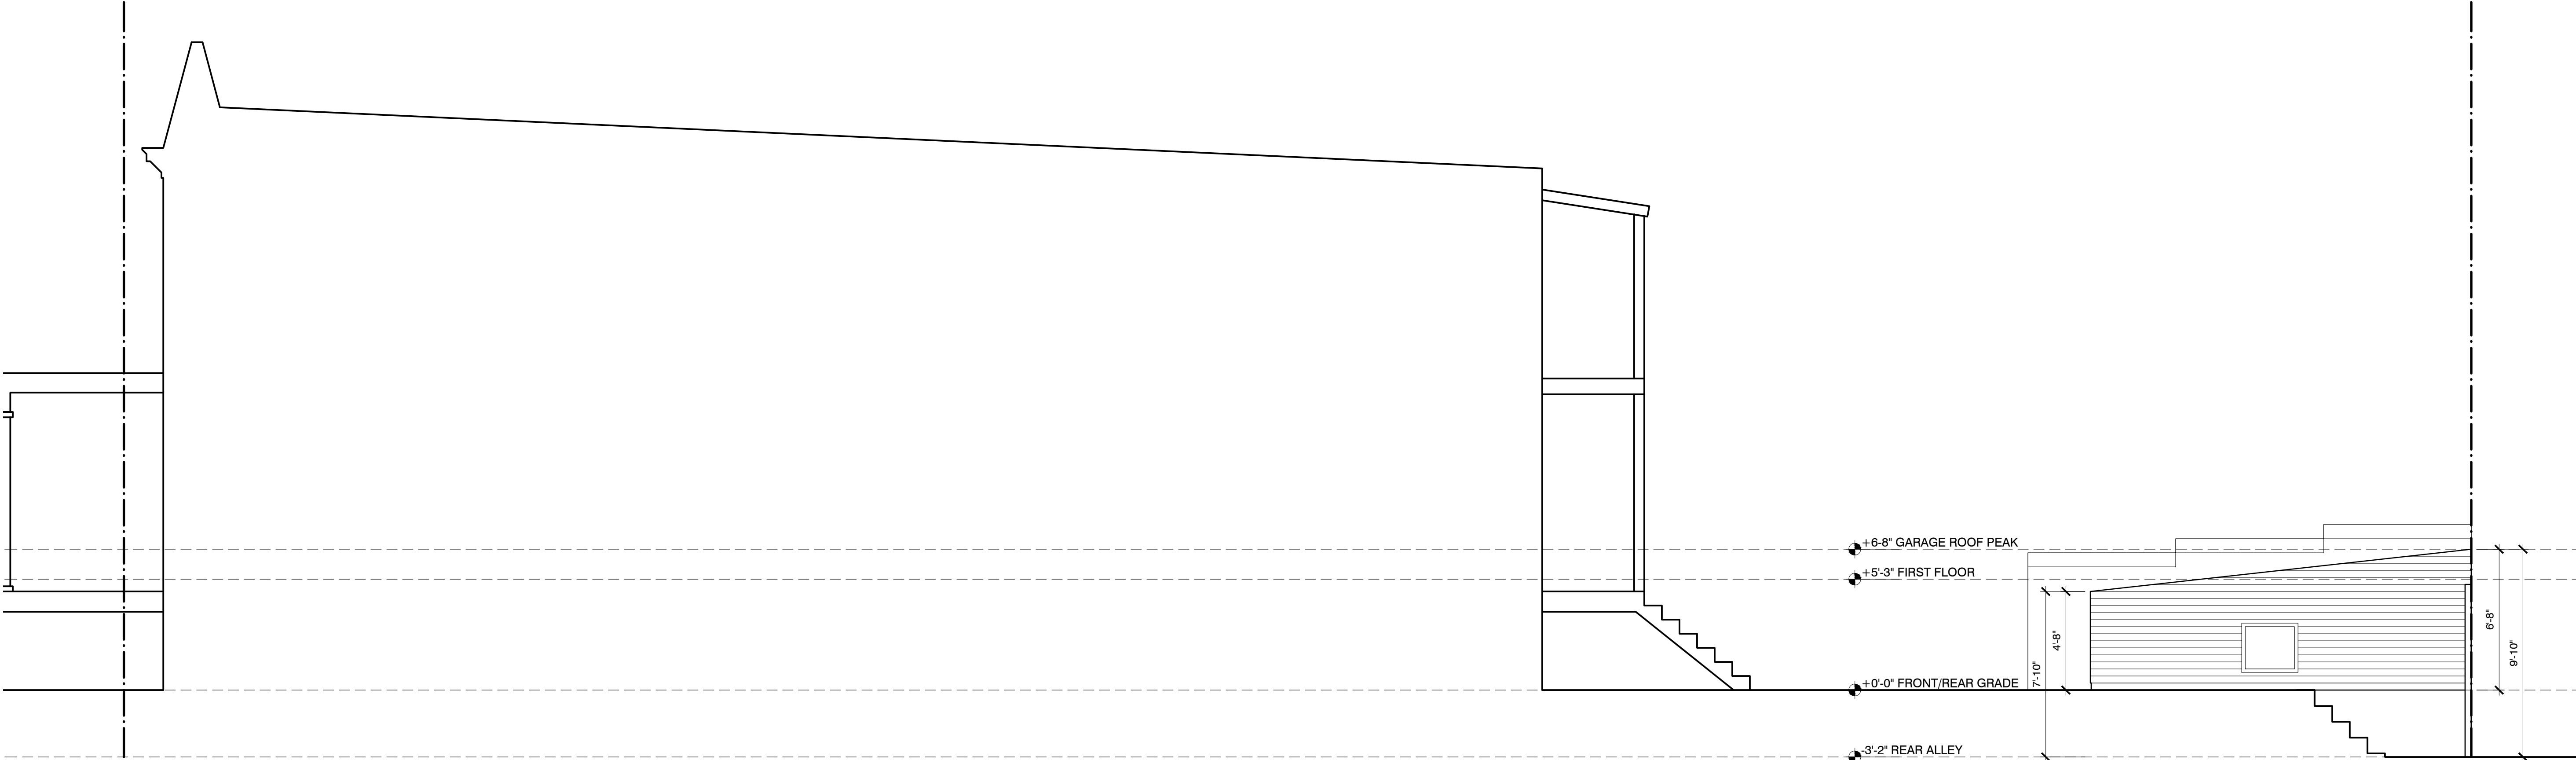 +6-8" GARAGE ROOF PEAK
+5'-3" FIRST FLOOR
6'-8"
4'-8"
9'-10"
7'-10"
+0'-0" FRONT/REAR GRADE
-3'-2" REAR ALLEY